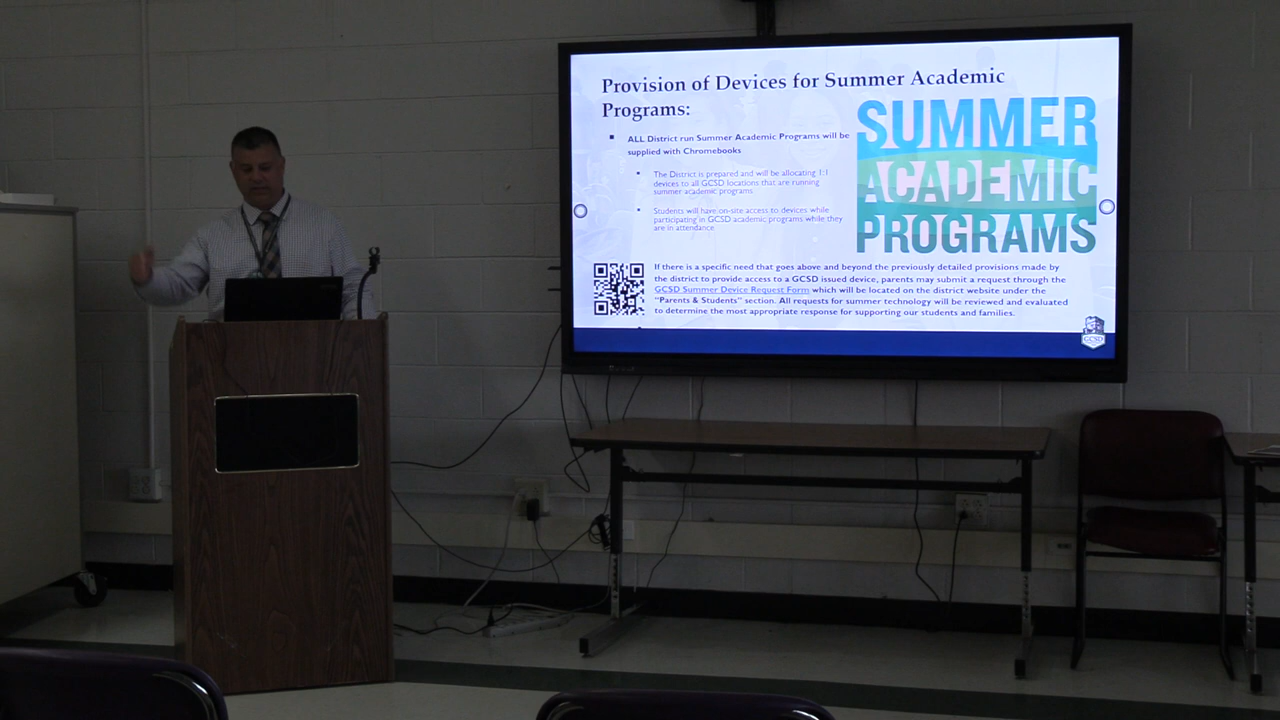 Provision of Devices for Summer Academic
Programs:
ALL District run Summer Academic Programs will be
supplied with Chromebooks
The District is prepared and will be allocating 1:1
devices to all GCSD locations that are running
summer academic programs
Students will have on-site access to devices while
participating in GCSD academic programs while they
are in attendance
SUMMER
ACADEMIC
PROGRAMS
If there is a specific need that goes above and beyond the previously detailed provisions made by
the district to provide access to a GCSD issued device, parents may submit a request through the
GCSD Summer Device Request Form which will be located on the district website under the
"Parents & Students" section. All requests for summer technology will be reviewed and evaluated
to determine the most appropriate response for supporting our students and families.
GCSD